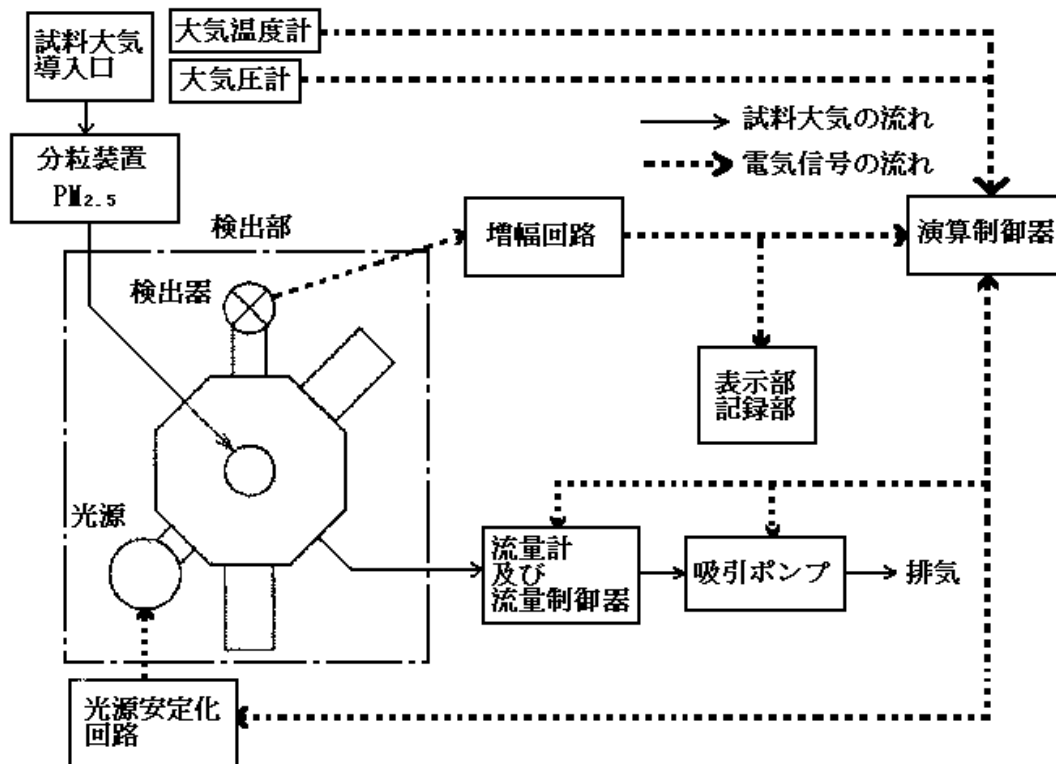 試料大気
導入口
大気温度計
大気圧計
試料大気の流れ
電気信号の流れ
分粒装置
PM₂.₅
検出部
増幅回路
演算制御器
検出器
表示部
記録部
光源
流量計
及び
流量制御器
吸引ポンプ
排気
光源安定化
回路